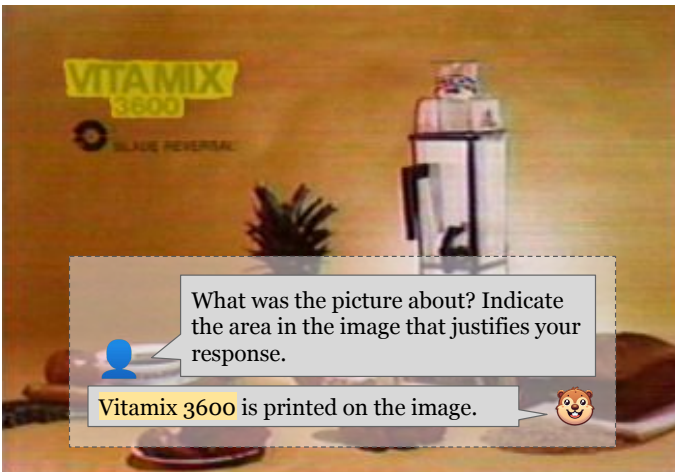 VITAMIX
3600
BLADE REVERSAL
What was the picture about? Indicate
the area in the image that justifies your
response.
Vitamix 3600 is printed on the image.